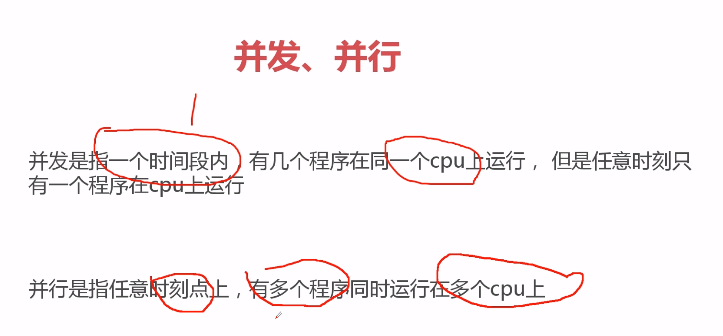 并发、并行
并发是指一个时间段内，有几个程序在同一个cpu上运行， 但是任意时刻只
有一个程序在cpu上运行
并行是指任意时刻点上，有多个程序同时运行在多个cpu上